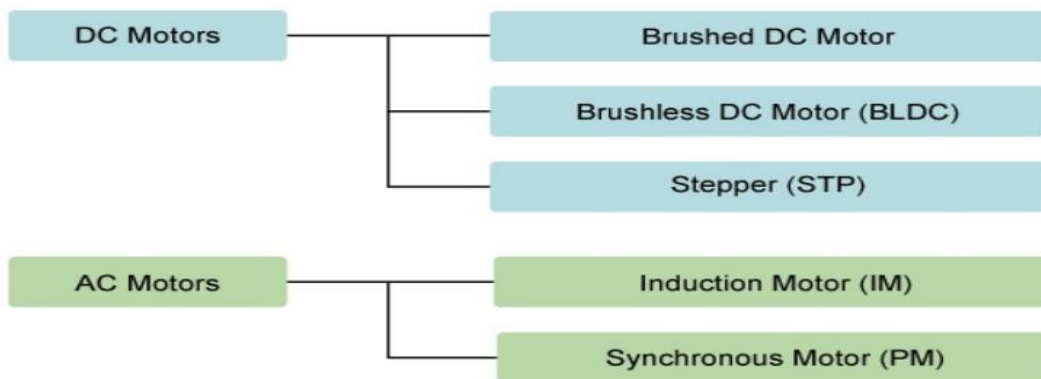 DC Motors
Brushed DC Motor
Brushless DC Motor (BLDC)
Stepper (STP)
AC Motors
Induction Motor (IM)
Synchronous Motor (PM)